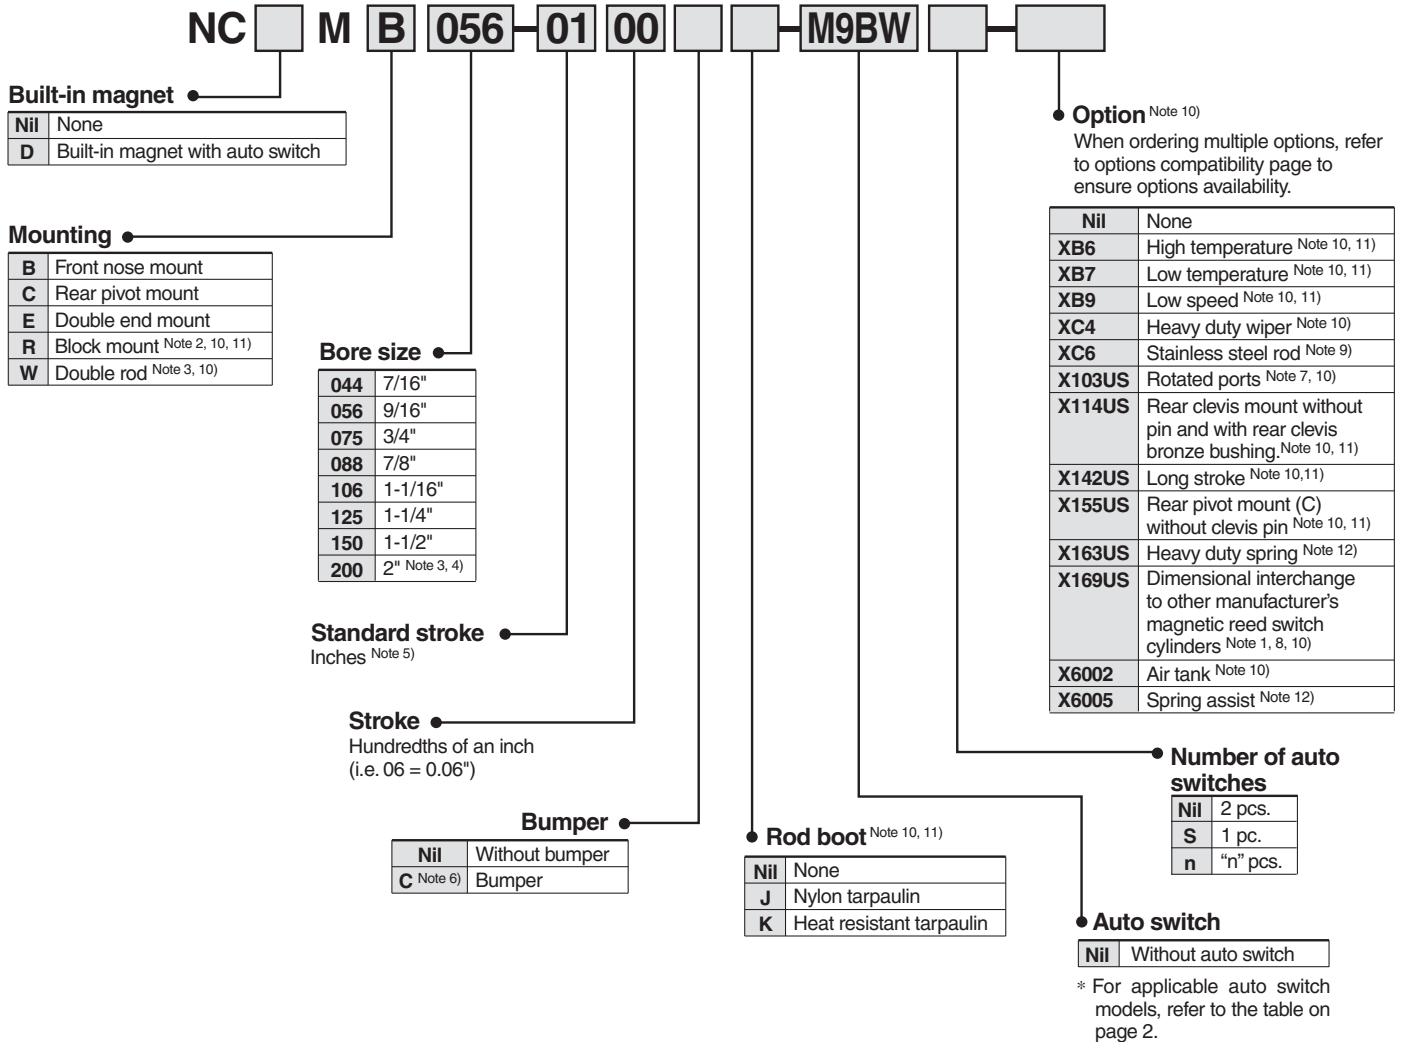 NC M B 056-01 00 - M9BW -
Built-in magnet
Nil None
D Built-in magnet with auto switch
Mounting
B Front nose mount
C Rear pivot mount
E Double end mount
R Block mount Note 2, 10, 11)
W Double rod Note 3, 10)
Bore size
044 7/16"
056 9/16"
075 3/4"
088 7/8"
106 1-1/16"
125 1-1/4"
150 1-1/2"
200 2" Note 3, 4)
Standard stroke
Inches Note 5)
Stroke
Hundredths of an inch
(i.e. 06 = 0.06")
Bumper
Nil Without bumper
C Note 6) Bumper
Rod boot Note 10, 11)
Nil None
J Nylon tarpaulin
K Heat resistant tarpaulin
Option Note 10)
When ordering multiple options, refer
to options compatibility page to
ensure options availability.
Nil None
XB6 High temperature Note 10, 11)
XB7 Low temperature Note 10, 11)
XB9 Low speed Note 10, 11)
XC4 Heavy duty wiper Note 10)
XC6 Stainless steel rod Note 9)
X103US Rotated ports Note 7, 10)
X114US Rear clevis mount without
pin and with rear clevis
bronze bushing.Note 10, 11)
X142US Long stroke Note 10,11)
X155US Rear pivot mount (C)
without clevis pin Note 10, 11)
X163US Heavy duty spring Note 12)
X169US Dimensional interchange
to other manufacturer's
magnetic reed switch
cylinders Note 1, 8, 10)
X6002 Air tank Note 10)
X6005 Spring assist Note 12)
Number of auto
switches
Nil 2 pcs.
S 1 pc.
n “n” pcs.
Auto switch
Nil Without auto switch
* For applicable auto switch
models, refer to the table on
page 2.